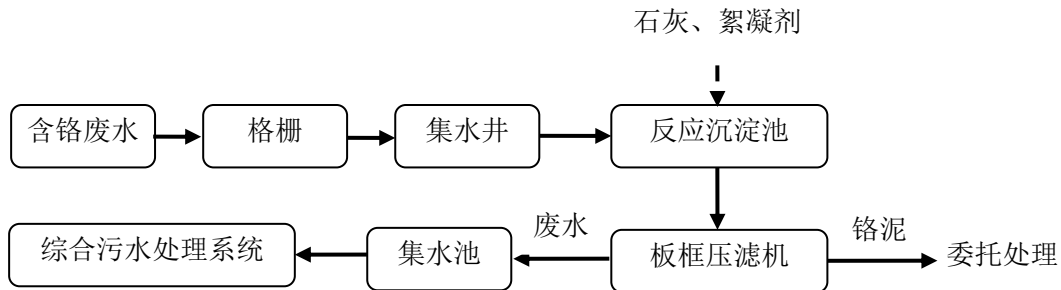 石灰、絮凝剂
含铬废水
格栅
集水井
反应沉淀池
综合污水处理系统
集水池
废水
板框压滤机
铬泥
委托处理